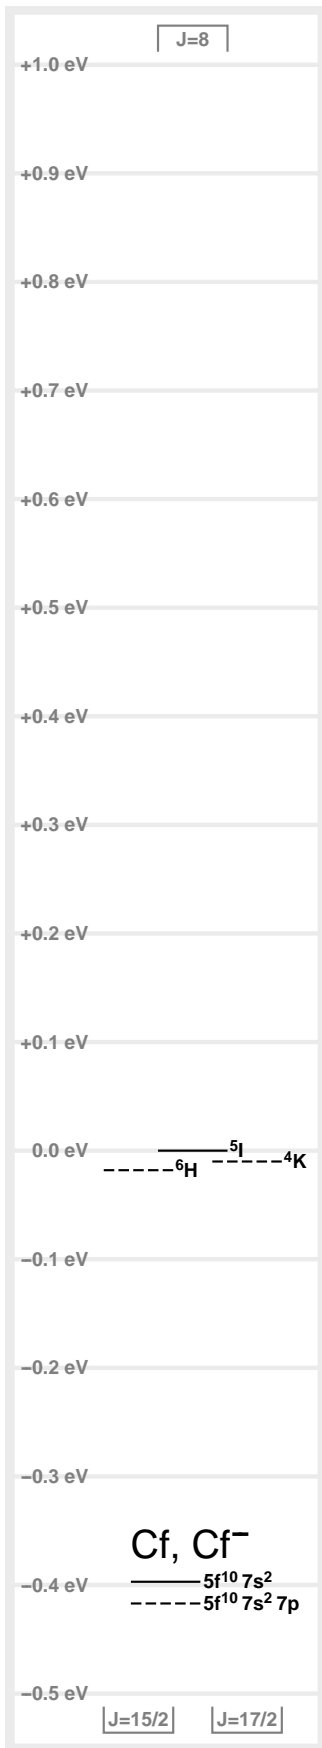 J=8
+1.0 eV
+0.9 eV
+0.8 eV
+0.7 eV
+0.6 eV
+0.5 eV
+0.4 eV
+0.3 eV
+0.2 eV
+0.1 eV
0.0 eV
⁵I
⁶H
⁴K
−0.1 eV
−0.2 eV
−0.3 eV
Cf, Cf⁻
−0.4 eV
5f¹⁰ 7s²
5f¹⁰ 7s² 7p
−0.5 eV
J=15/2 J=17/2